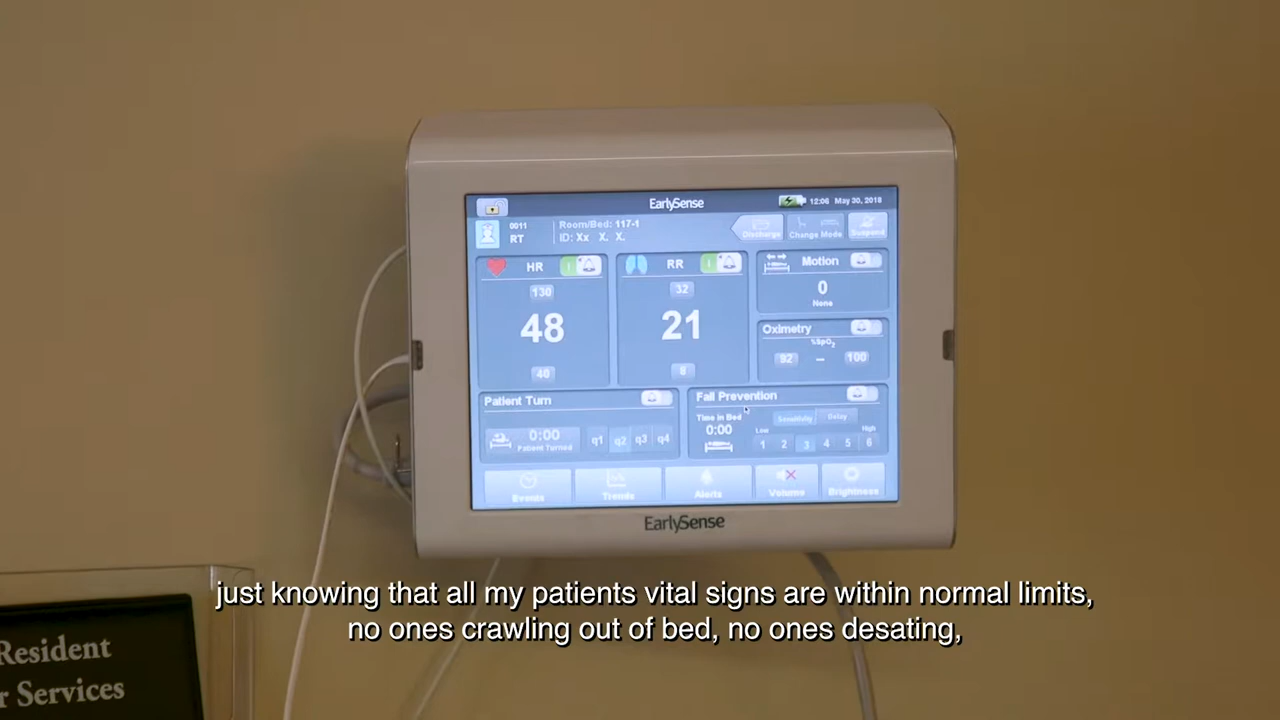 EarlySense
12:06 May 30, 2018
0011
RT
Room/Bed: 117-1
ID: Xx X. X.
Discharge
Change Mode
Suspend
HR
130
48
40
RR
32
21
8
Motion
0
None
Oximetry
%SpO2
92 – 100
Patient Turn
0:00
Patient Turned
q1 q2 q3 q4
Fall Prevention
Time in Bed
0:00
Sensitivity Delay
Low High
1 2 3 4 5 6
Events Trends Alerts Volume Brightness
EarlySense
just knowing that all my patients vital signs are within normal limits,
no ones crawling out of bed, no ones desating,
Resident
r Services